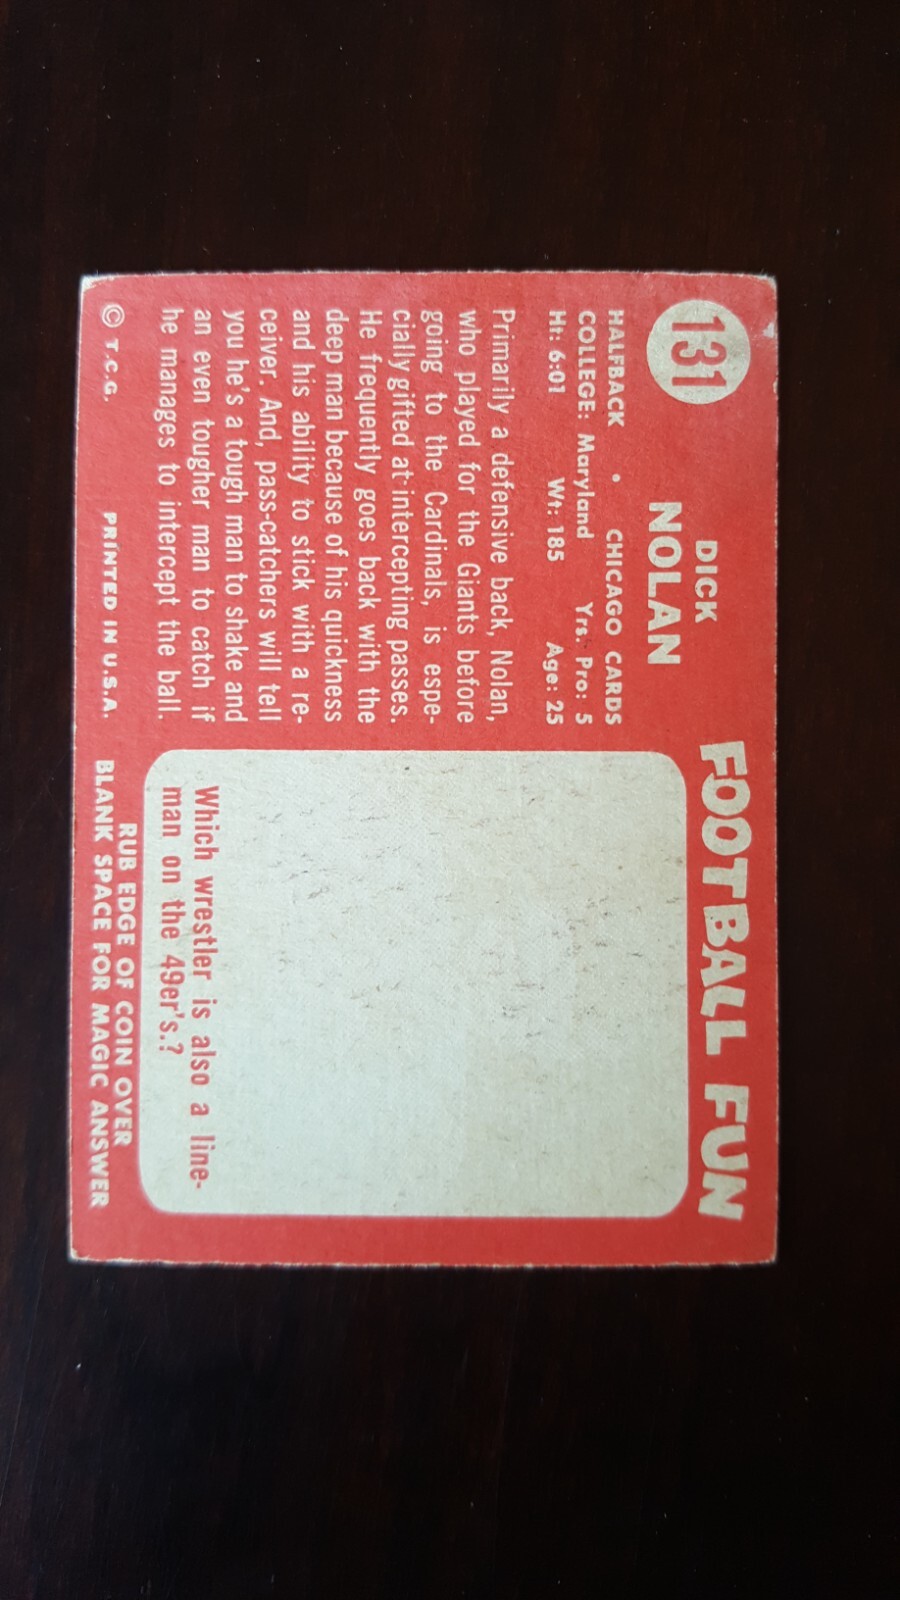 131
DICK
NOLAN
HALFBACK • CHICAGO CARDS
COLLEGE: Maryland Yrs. Pro: 5
Ht: 6:01 Wt: 185 Age: 25
Primarily a defensive back, Nolan,
who played for the Giants before
going to the Cardinals, is espe-
cially gifted at intercepting passes.
He frequently goes back with the
deep man because of his quickness
and his ability to stick with a re-
ceiver. And, pass-catchers will tell
you he's a tough man to shake and
an even tougher man to catch if
he manages to intercept the ball.
© T.C.G. PRINTED IN U.S.A.
FOOTBALL FUN
Which wrestler is also a line-
man on the 49er's.?
RUB EDGE OF COIN OVER
BLANK SPACE FOR MAGIC ANSWER